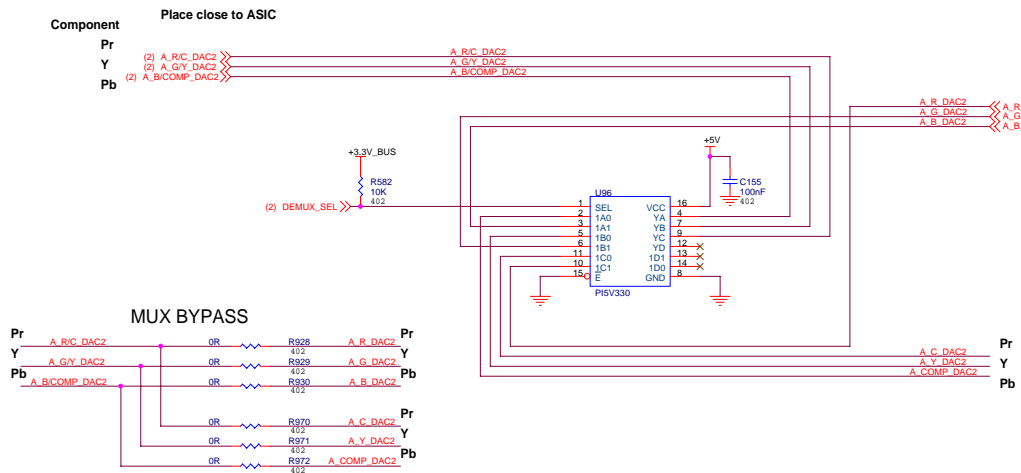 Place close to ASIC
Component
Pr
Y
Pb
(2) A_R/C_DAC2
(2) A_G/Y_DAC2
(2) A_B/COMP_DAC2
A_R/C_DAC2
A_G/Y_DAC2
A_B/COMP_DAC2
A_R_DAC2
A_G_DAC2
A_B_DAC2
A_R
A_G
A_B
+3.3V_BUS
R582
10K
402
(2) DEMUX_SEL
+5V
C155
100nF
402
U96
1 SEL VCC 16
2 1A0 YA 4
3 1A1 YB 7
5 1B0 YC 9
6 1B1 YD 12
11 1C0 1D1 13
10 1C1 1D0 14
15 E GND 8
PI5V330
MUX BYPASS
Pr A_R/C_DAC2 0R R928 402 A_R_DAC2 Pr
Y A_G/Y_DAC2 0R R929 402 A_G_DAC2 Y
Pb A_B/COMP_DAC2 0R R930 402 A_B_DAC2 Pb
0R R970 402 A_C_DAC2 Pr
0R R971 402 A_Y_DAC2 Y
0R R972 402 A_COMP_DAC2 Pb
A_C_DAC2 Pr
A_Y_DAC2 Y
A_COMP_DAC2 Pb